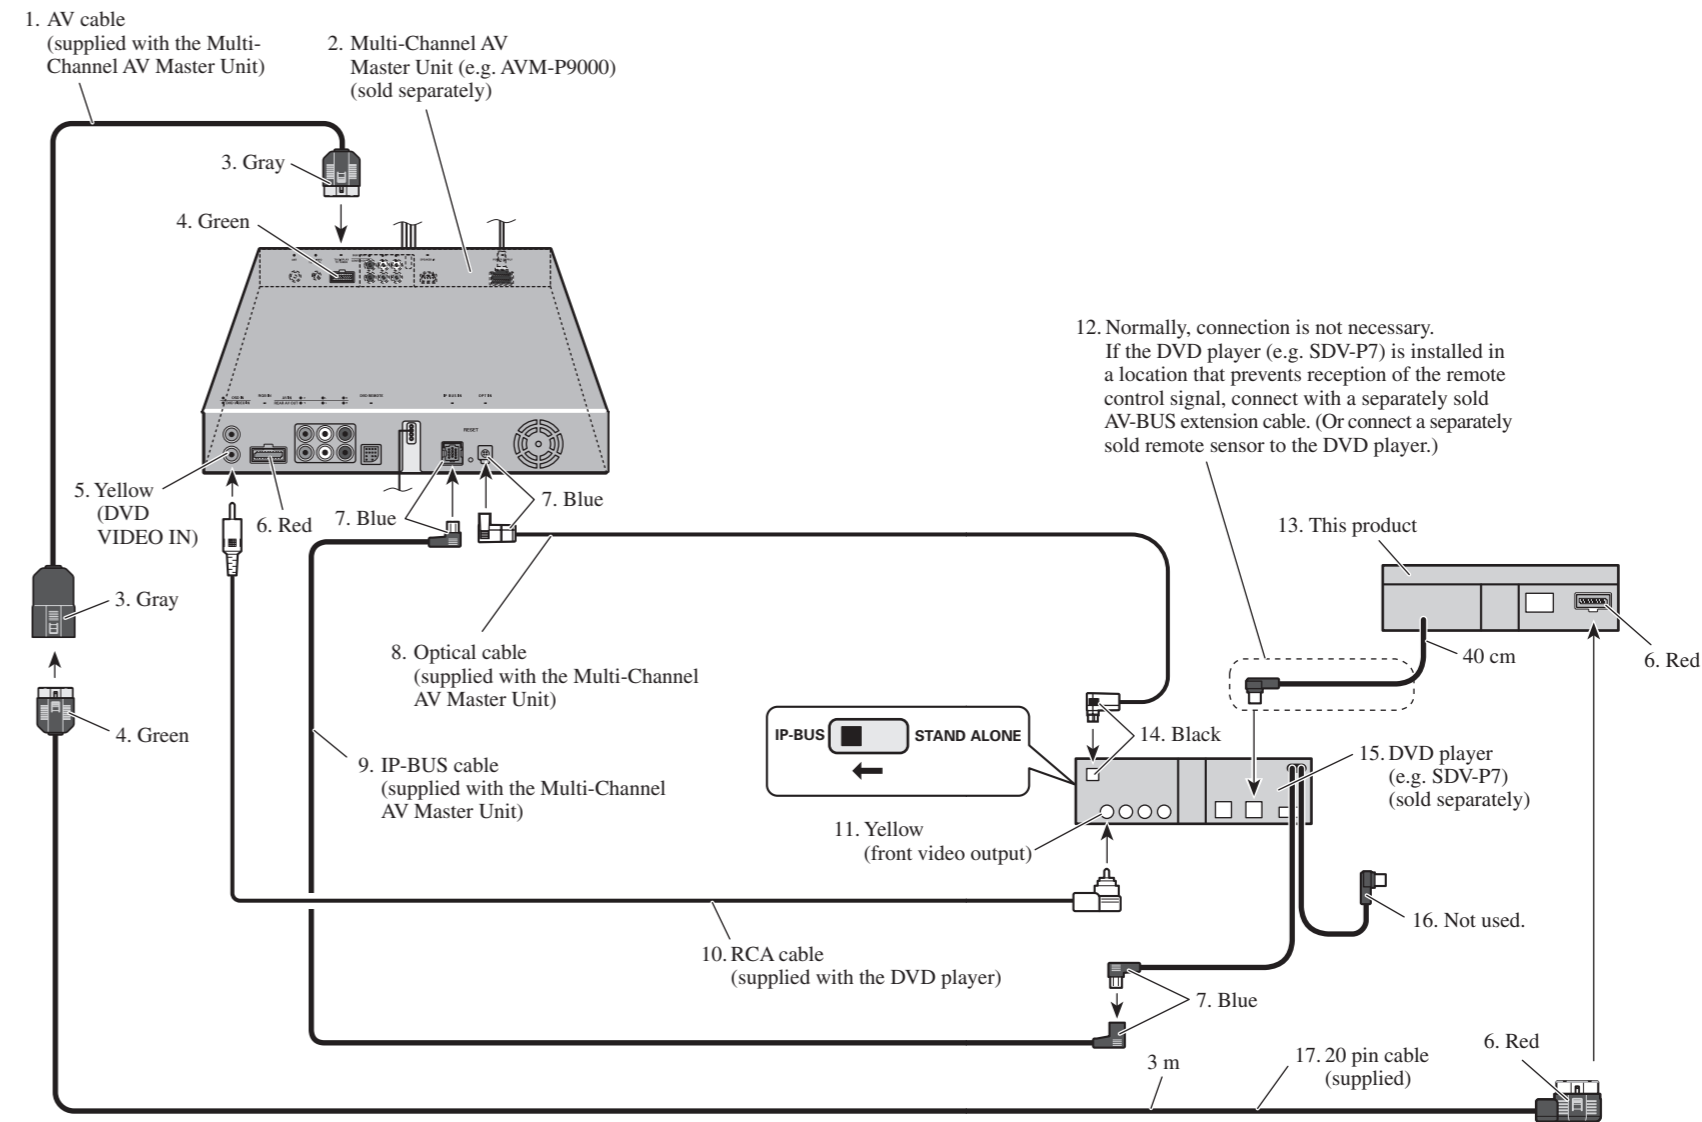 1. AV cable
(supplied with the Multi-
Channel AV Master Unit)
2. Multi-Channel AV
Master Unit (e.g. AVM-P9000)
(sold separately)
3. Gray
4. Green
12. Normally, connection is not necessary.
If the DVD player (e.g. SDV-P7) is installed in
a location that prevents reception of the remote
control signal, connect with a separately sold
AV-BUS extension cable. (Or connect a separately
sold remote sensor to the DVD player.)
RESET
5. Yellow
(DVD
VIDEO IN)
6. Red
7. Blue
7. Blue
13. This product
3. Gray
40 cm
6. Red
8. Optical cable
(supplied with the Multi-Channel
AV Master Unit)
4. Green
IP-BUS
STAND ALONE
14. Black
9. IP-BUS cable
(supplied with the Multi-Channel
AV Master Unit)
15. DVD player
(e.g. SDV-P7)
(sold separately)
11. Yellow
(front video output)
16. Not used.
10. RCA cable
(supplied with the DVD player)
7. Blue
3 m
17. 20 pin cable
(supplied)
6. Red